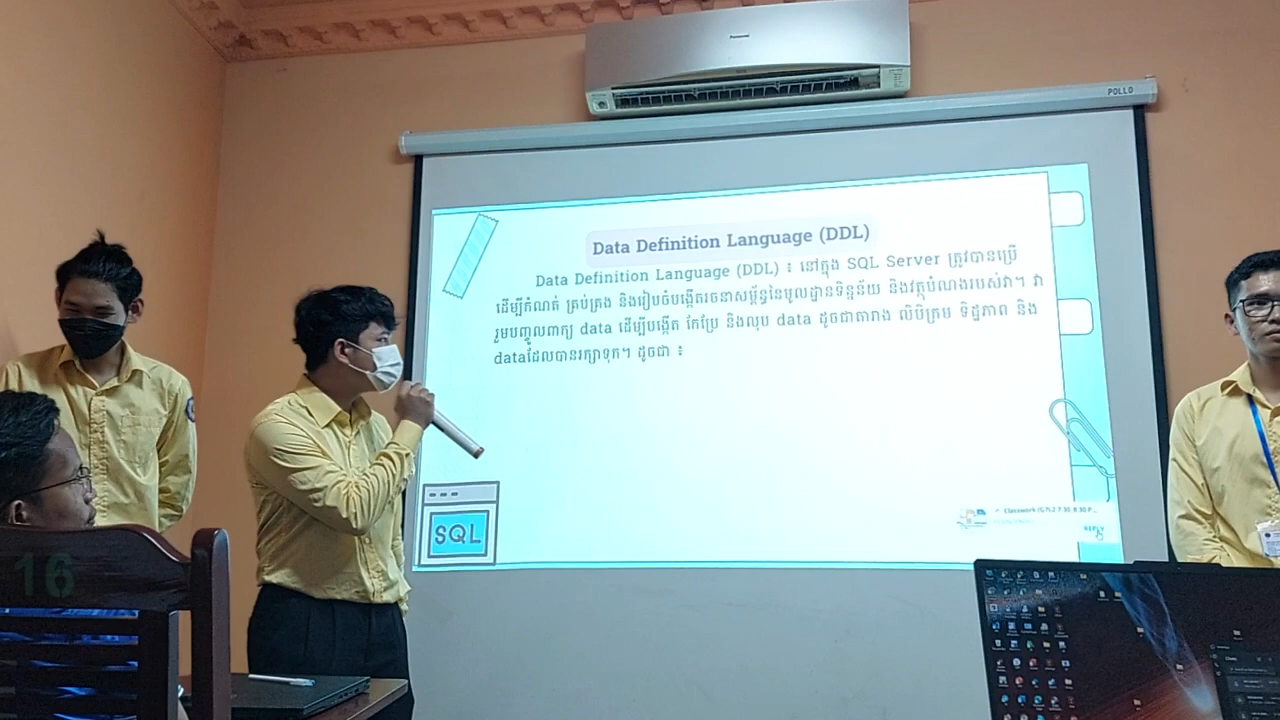 Panasonic
POLLO
Data Definition Language (DDL)
Data Definition Language (DDL) ៖ នៅក្នុង SQL Server ត្រូវបានប្រើ
ដើម្បីកំណត់ គ្រប់គ្រង និងរៀបចំបង្កើតរចនាសម្ព័ន្ធនៃមូលដ្ឋានទិន្នន័យ និងវត្ថុបំណងរបស់វា។ វា
រួមបញ្ចូលពាក្យ data ដើម្បីបង្កើត កែប្រែ និងលុប data ដូចជាតារាង លិបិក្រម ទិដ្ឋភាព និង
dataដែលបានរក្សាទុក។ ដូចជា ៖
SQL
16